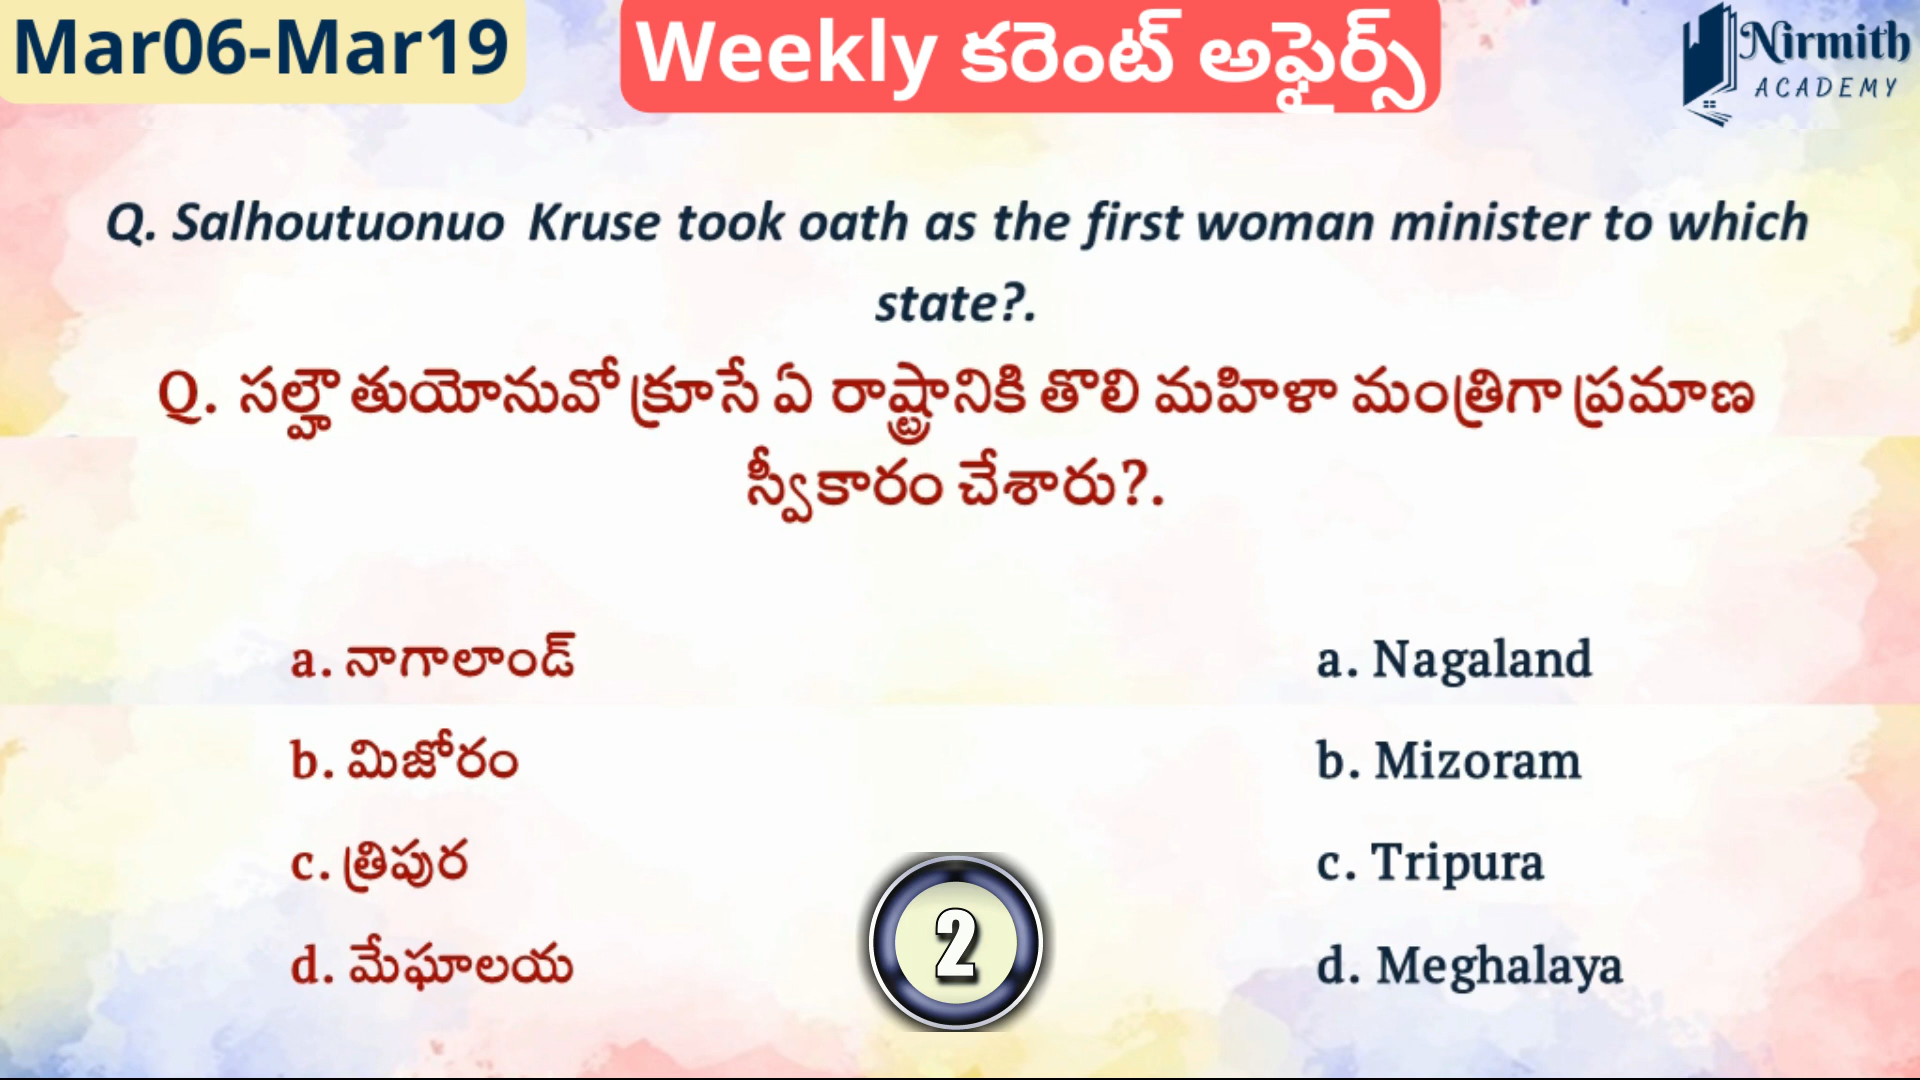 Mar06-Mar19
Weekly కరెంట్ అఫైర్స్
Nirmith
ACADEMY
Q. Salhoutuonuo Kruse took oath as the first woman minister to which
state?.
Q. సల్హౌతుయోనువో క్రూసే ఏ రాష్ట్రానికి తొలి మహిళా మంత్రిగా ప్రమాణ
స్వీకారం చేశారు?.
a. నాగాలాండ్
b. మిజోరం
c. త్రిపుర
d. మేఘాలయ
a. Nagaland
b. Mizoram
c. Tripura
d. Meghalaya
2